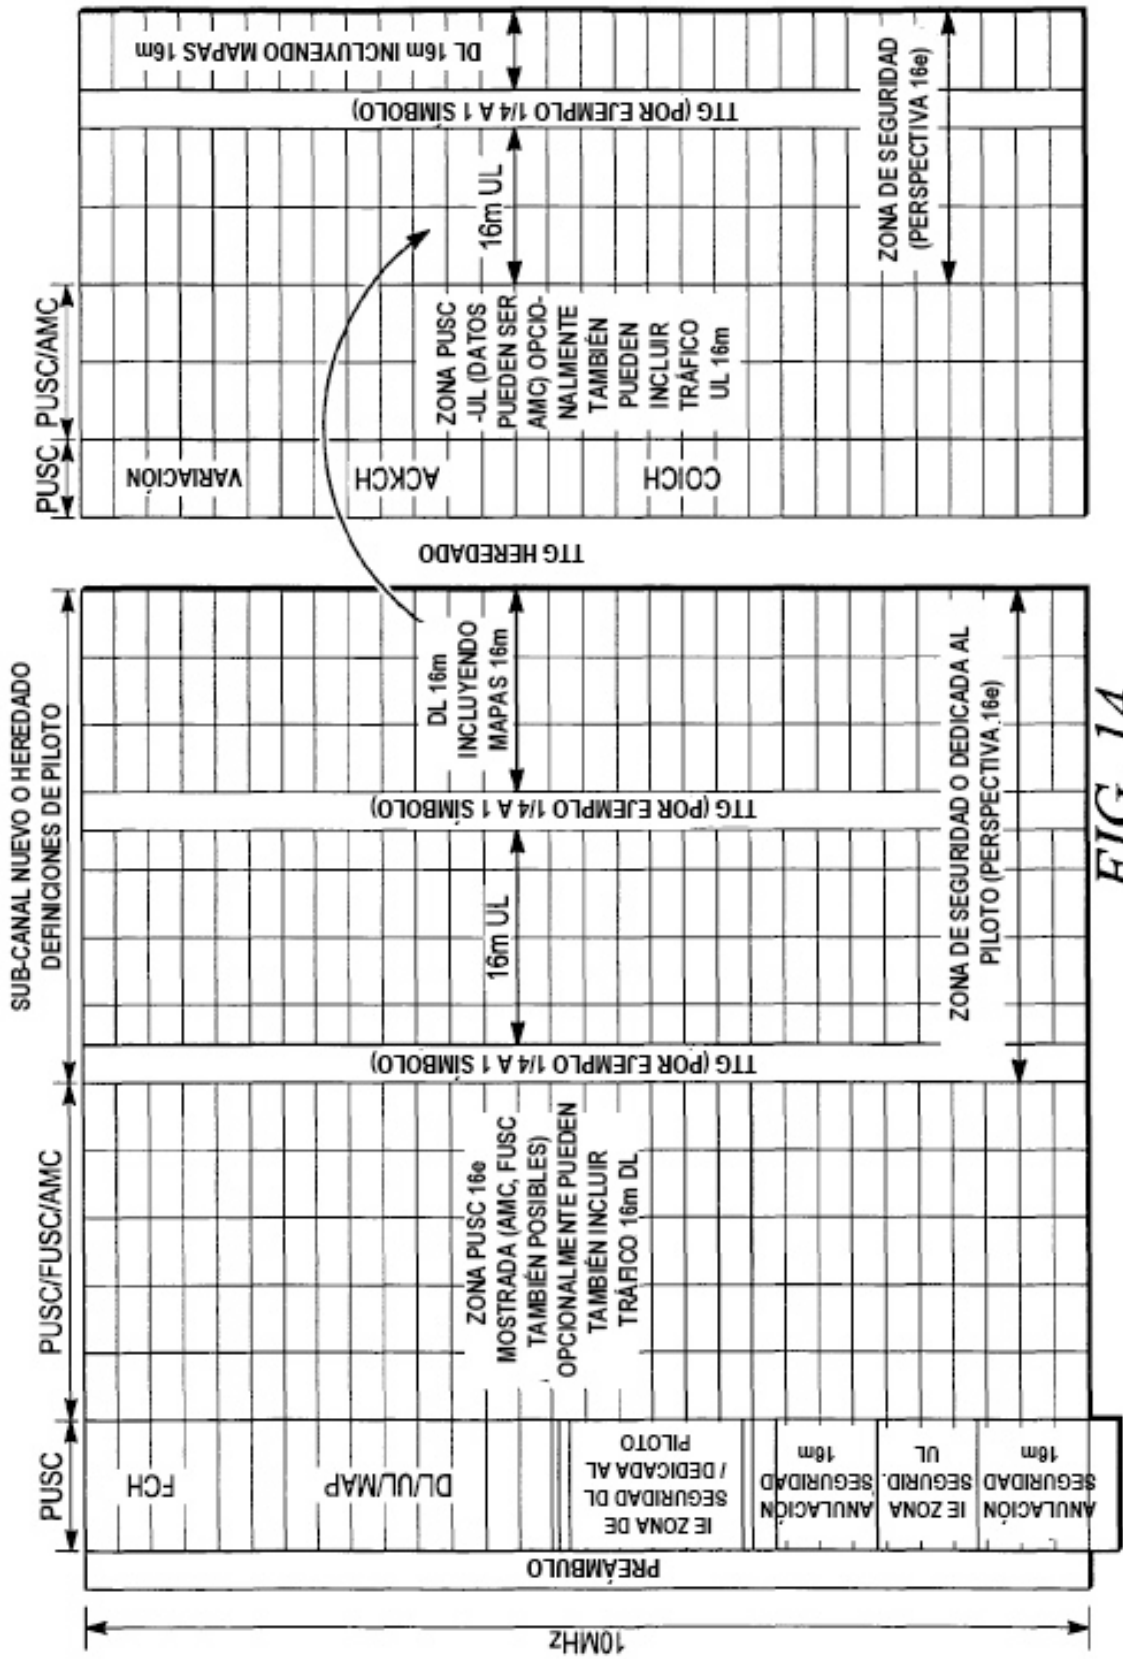 SUB-CANAL NUEVO O HEREDADO
DEFINICIONES DE PILOTO
PUSC
PUSC/FUSC/AMC
PUSC
PUSC/AMC
10MHz
PREÁMBULO
FCH
DL/UL/MAP
IE ZONA DE
SEGURIDAD DL
/ DEDICADA AL
PILOTO
ANULACIÓN
SEGURIDAD
16m
IE ZONA
SEGURID.
UL
ANULACIÓN
SEGURIDAD
16m
ZONA PUSC 16e
MOSTRADA (AMC, FUSC
TAMBIÉN POSIBLES)
OPCIONALMENTE PUEDEN
TAMBIÉN INCLUIR
TRÁFICO 16m DL
TTG (POR EJEMPLO 1/4 A 1 SÍMBOLO)
16m UL
TTG (POR EJEMPLO 1/4 A 1 SÍMBOLO)
DL 16m
INCLUYENDO
MAPAS 16m
ZONA DE SEGURIDAD O DEDICADA AL
PILOTO (PERSPECTIVA 16e)
TTG HEREDADO
VARIACIÓN
ACKCH
COICH
ZONA PUSC
-UL (DATOS
PUEDEN SER
AMC) OPCIO-
NALMENTE
TAMBIÉN
PUEDEN
INCLUIR
TRÁFICO
UL 16m
16m UL
TTG (POR EJEMPLO 1/4 A 1 SÍMBOLO)
DL 16m INCLUYENDO MAPAS 16m
ZONA DE SEGURIDAD
(PERSPECTIVA 16e)
FIG. 14